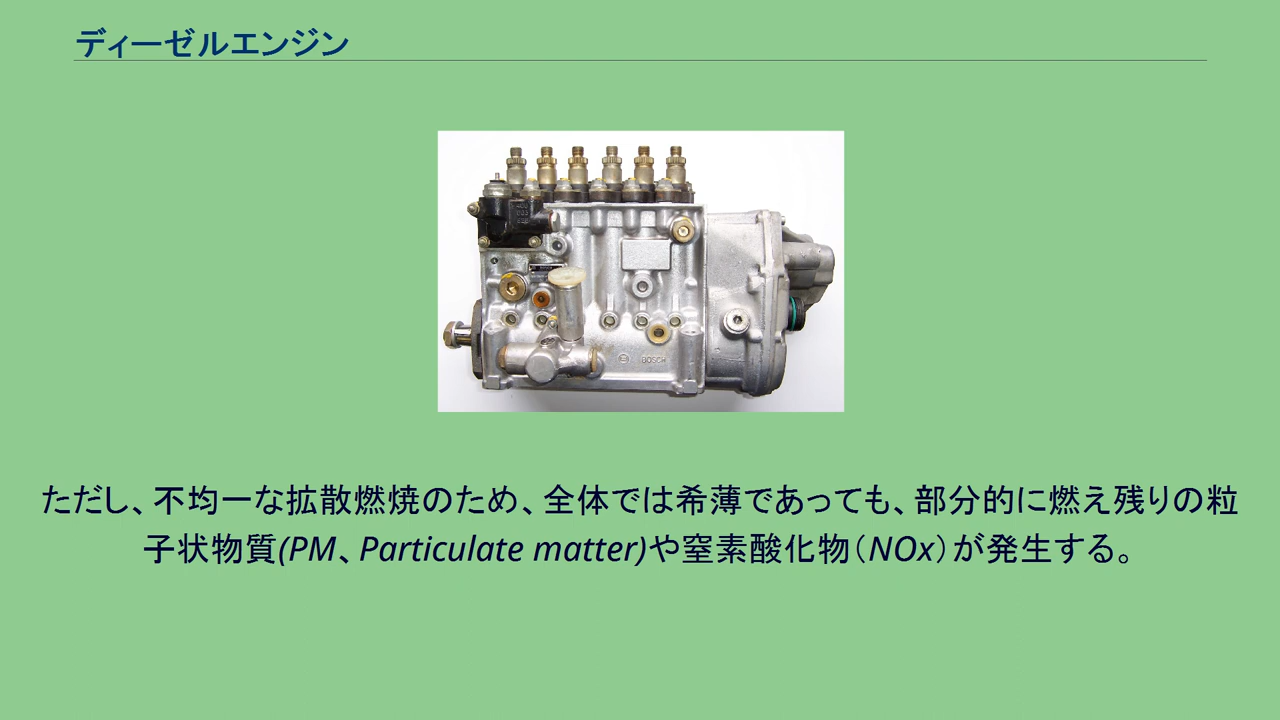 ディーゼルエンジン
BOSCH
ただし、不均一な拡散燃焼のため、全体では希薄であっても、部分的に燃え残りの粒
子状物質(PM、Particulate matter)や窒素酸化物（NOx）が発生する。